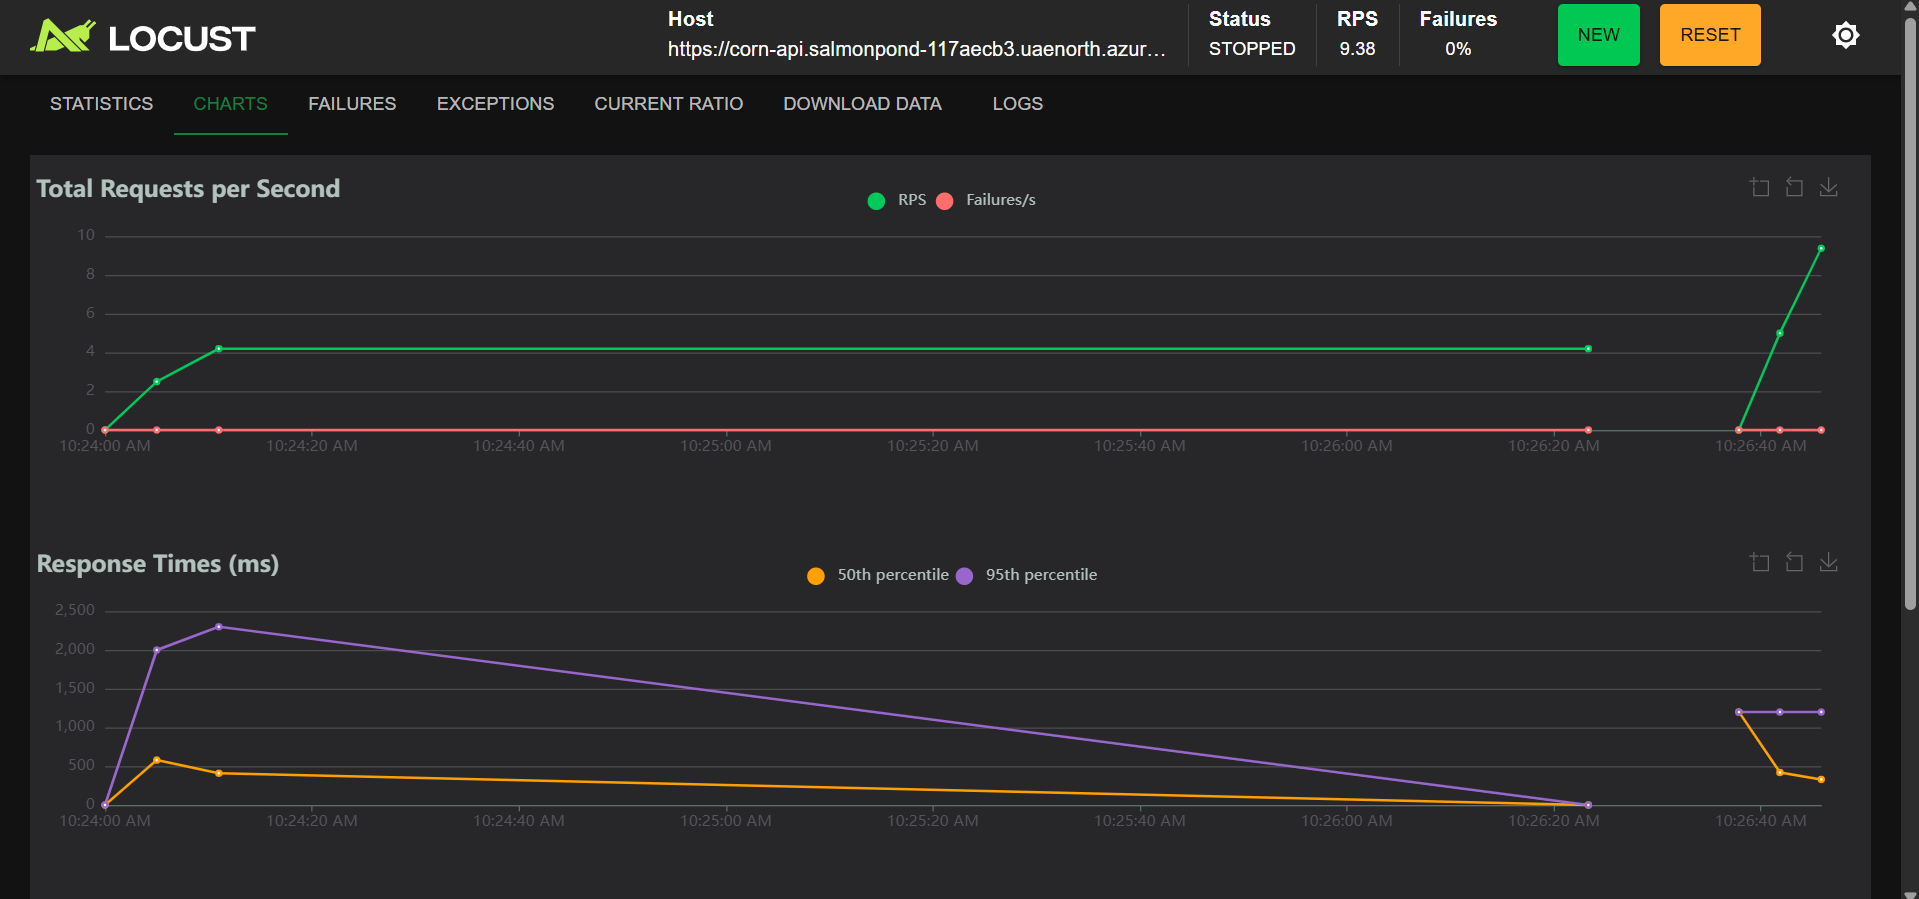 LOCUST
Host
https://corn-api.salmonpond-117aecb3.uaenorth.azur…
Status
STOPPED
RPS
9.38
Failures
0%
NEW
RESET
STATISTICS
CHARTS
FAILURES
EXCEPTIONS
CURRENT RATIO
DOWNLOAD DATA
LOGS
Total Requests per Second
RPS
Failures/s
10
8
6
4
2
0
10:24:00 AM
10:24:20 AM
10:24:40 AM
10:25:00 AM
10:25:20 AM
10:25:40 AM
10:26:00 AM
10:26:20 AM
10:26:40 AM
Response Times (ms)
50th percentile
95th percentile
2,500
2,000
1,500
1,000
500
0
10:24:00 AM
10:24:20 AM
10:24:40 AM
10:25:00 AM
10:25:20 AM
10:25:40 AM
10:26:00 AM
10:26:20 AM
10:26:40 AM